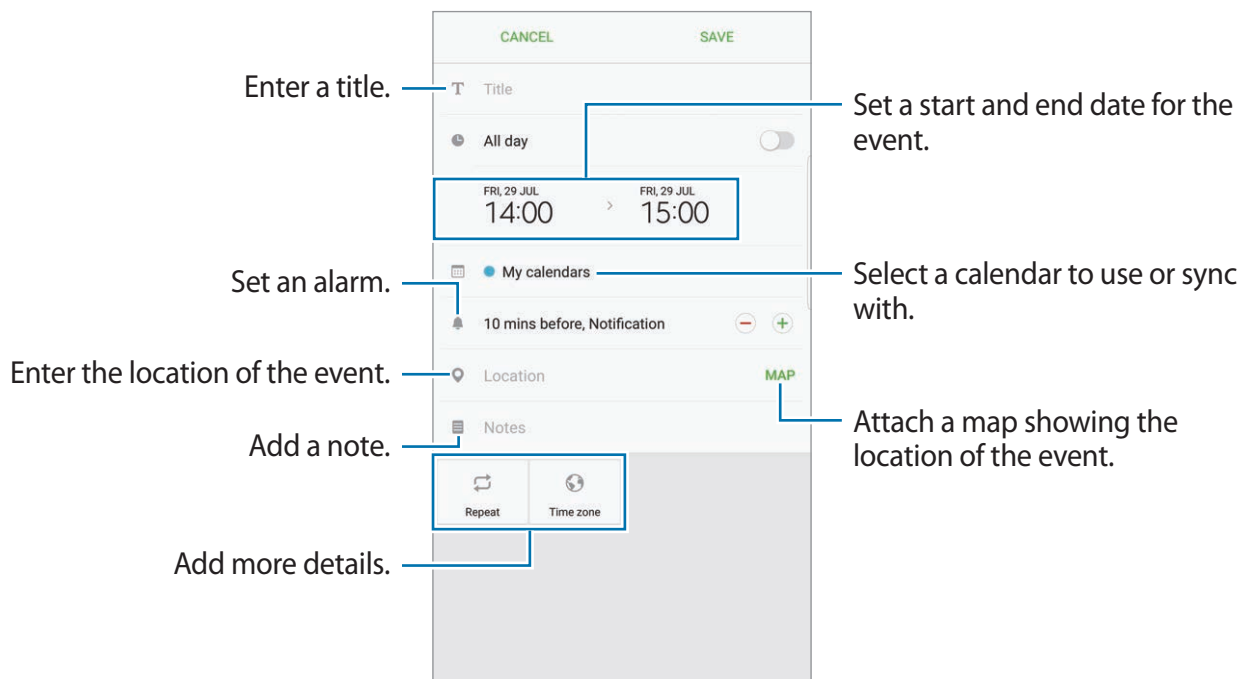 CANCEL SAVE
Enter a title.
T Title
Set a start and end date for the
event.
All day
FRI, 29 JUL FRI, 29 JUL
14:00 > 15:00
Set an alarm.
My calendars
Select a calendar to use or sync
with.
10 mins before, Notification
Enter the location of the event.
Location MAP
Attach a map showing the
location of the event.
Add a note.
Notes
Repeat Time zone
Add more details.